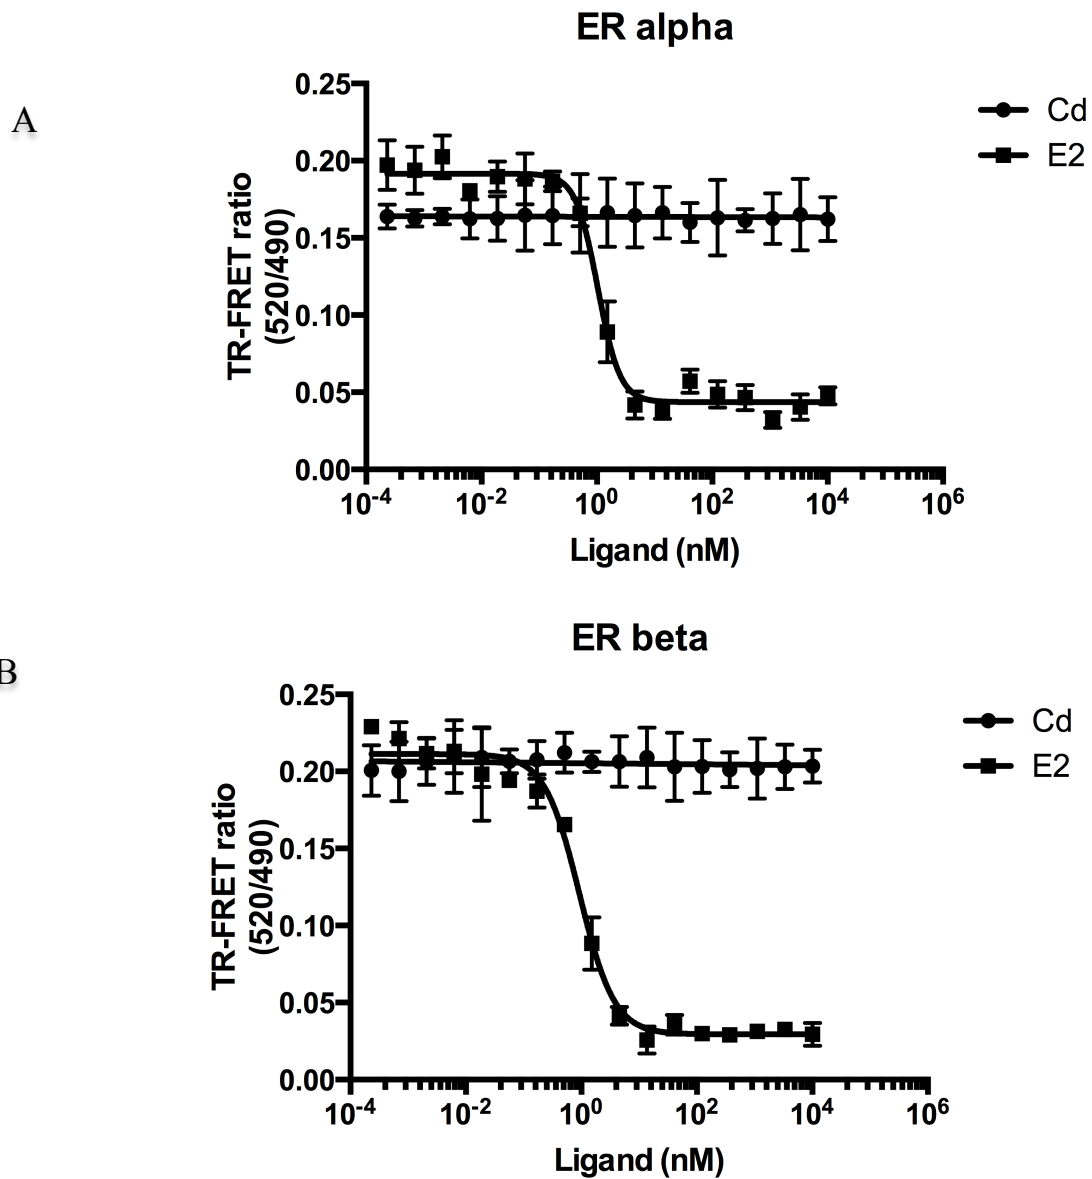 ER alpha
A
Cd
E2
TR-FRET ratio
(520/490)
0.25
0.20
0.15
0.10
0.05
0.00
10-4 10-2 100 102 104 106
Ligand (nM)
ER beta
B
Cd
E2
TR-FRET ratio
(520/490)
0.25
0.20
0.15
0.10
0.05
0.00
10-4 10-2 100 102 104 106
Ligand (nM)